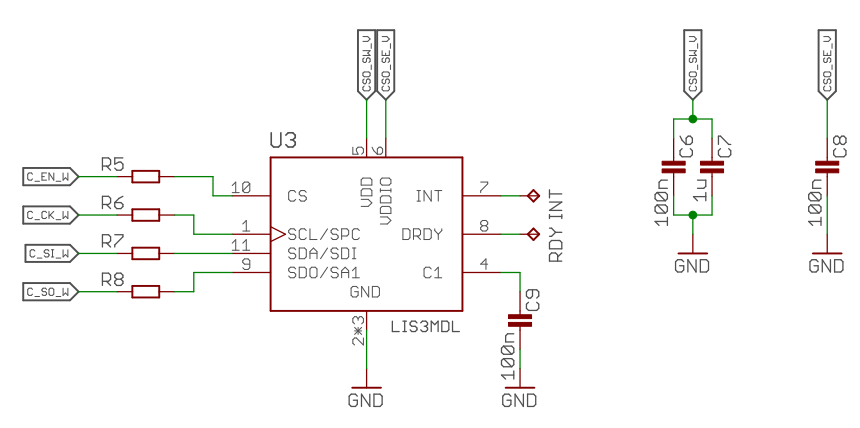 CSO_SW_V
CSO_SE_V
CSO_SW_V
CSO_SE_V
U3
5
6
C_EN_W
R5
10
CS
VDD
VDDIO
INT
7
C_CK_W
R6
1
SCL/SPC
DRDY
8
RDY INT
C_SI_W
R7
11
SDA/SDI
C_SO_W
R8
9
SDO/SA1
C1
4
GND
2*3
LIS3MDL
C9
100n
GND
GND
C6
100n
C7
1u
GND
C8
100n
GND